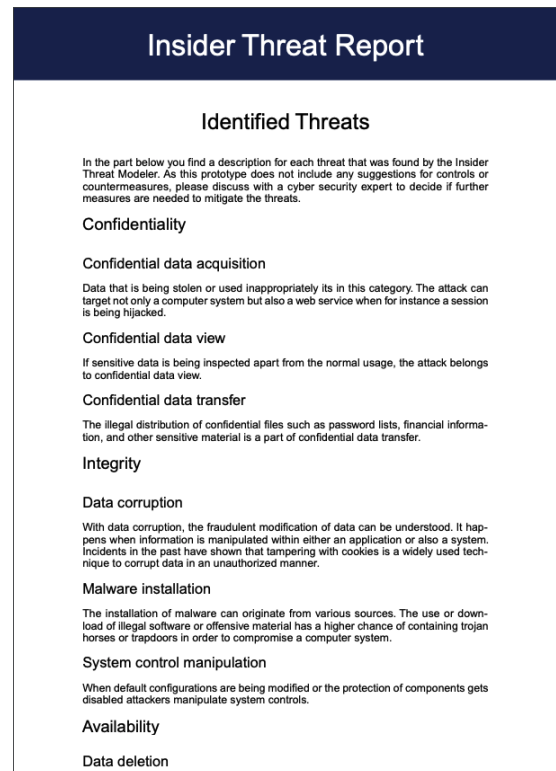 Insider Threat Report
Identified Threats
In the part below you find a description for each threat that was found by the Insider
Threat Modeler. As this prototype does not include any suggestions for controls or
countermeasures, please discuss with a cyber security expert to decide if further
measures are needed to mitigate the threats.
Confidentiality
Confidential data acquisition
Data that is being stolen or used inappropriately its in this category. The attack can
target not only a computer system but also a web service when for instance a session
is being hijacked.
Confidential data view
If sensitive data is being inspected apart from the normal usage, the attack belongs
to confidential data view.
Confidential data transfer
The illegal distribution of confidential files such as password lists, financial informa-
tion, and other sensitive material is a part of confidential data transfer.
Integrity
Data corruption
With data corruption, the fraudulent modification of data can be understood. It hap-
pens when information is manipulated within either an application or also a system.
Incidents in the past have shown that tampering with cookies is a widely used tech-
nique to corrupt data in an unauthorized manner.
Malware installation
The installation of malware can originate from various sources. The use or down-
load of illegal software or offensive material has a higher chance of containing trojan
horses or trapdoors in order to compromise a computer system.
System control manipulation
When default configurations are being modified or the protection of components gets
disabled attackers manipulate system controls.
Availability
Data deletion